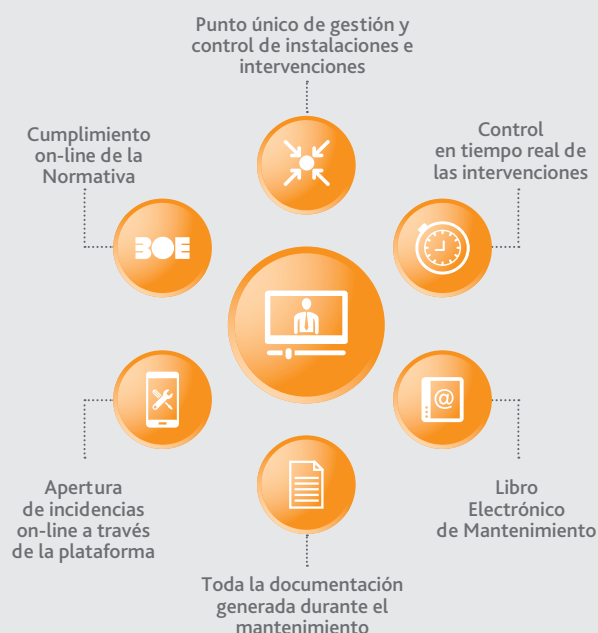 Punto único de gestión y
control de instalaciones e
intervenciones
Cumplimiento
on-line de la
Normativa
Control
en tiempo real de
las intervenciones
BOE
@
Apertura
de incidencias
on-line a través
de la plataforma
Libro
Electrónico
de Mantenimiento
Toda la documentación
generada durante el
mantenimiento